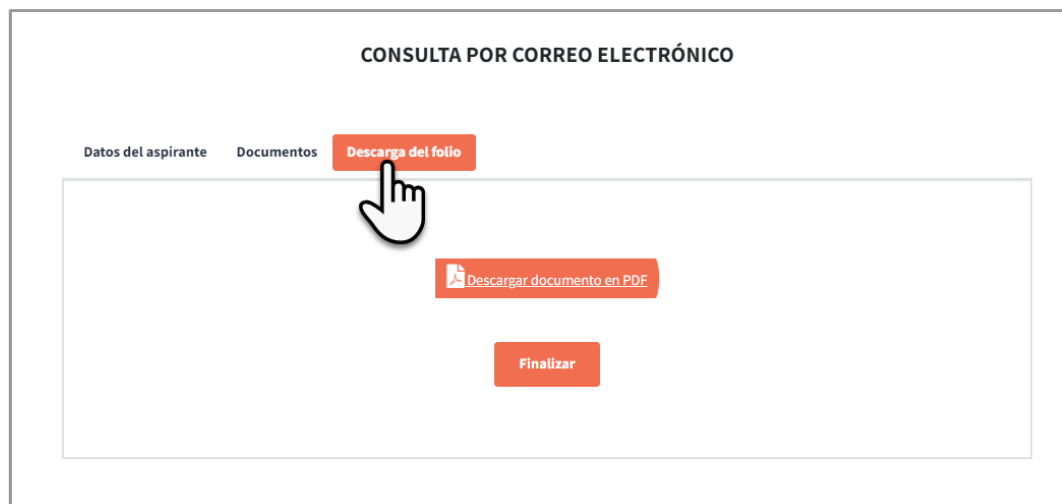 CONSULTA POR CORREO ELECTRÓNICO
Datos del aspirante Documentos Descarga del folio
Descargar documento en PDF
Finalizar